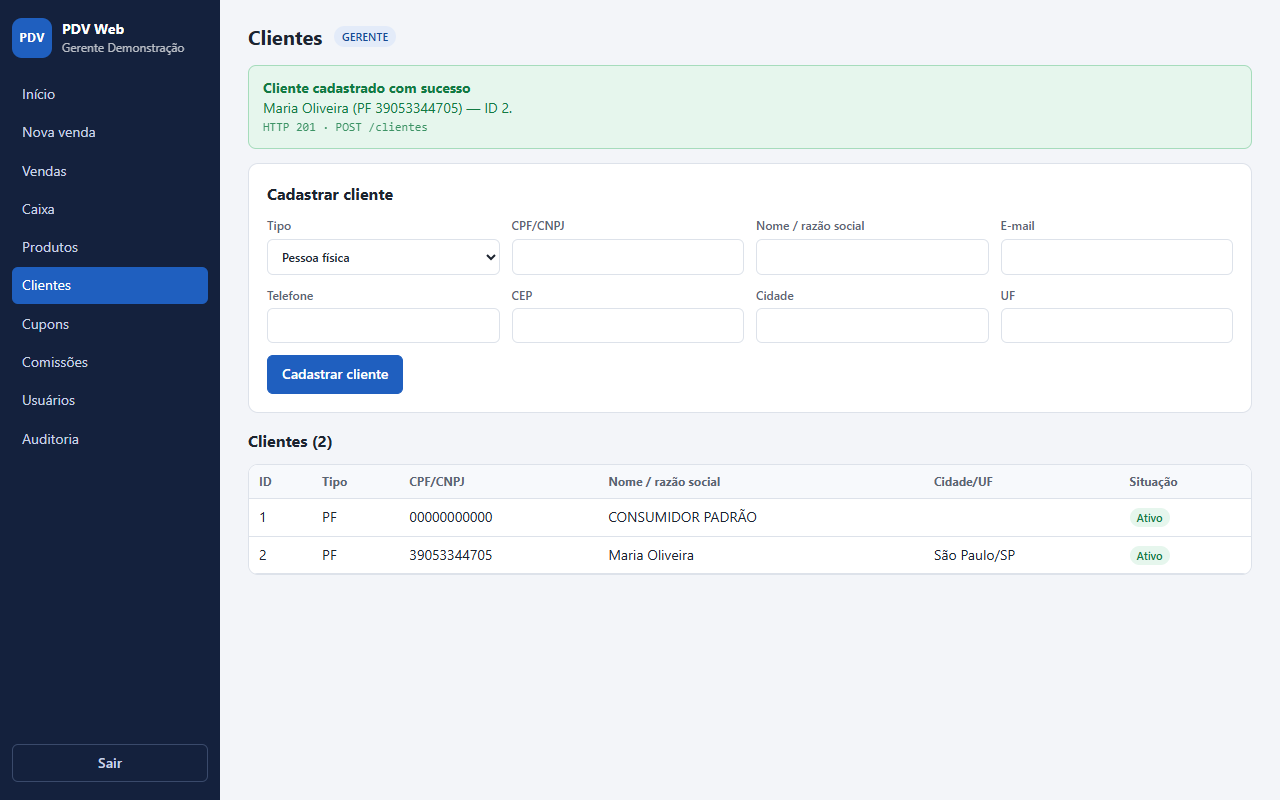 PDV
PDV Web
Gerente Demonstração
Início
Nova venda
Vendas
Caixa
Produtos
Clientes
Cupons
Comissões
Usuários
Auditoria
Sair
Clientes GERENTE
Cliente cadastrado com sucesso
Maria Oliveira (PF 39053344705) — ID 2.
HTTP 201 · POST /clientes
Cadastrar cliente
Tipo CPF/CNPJ Nome / razão social E-mail
Pessoa física
Telefone CEP Cidade UF
Cadastrar cliente
Clientes (2)
ID Tipo CPF/CNPJ Nome / razão social Cidade/UF Situação
1 PF 00000000000 CONSUMIDOR PADRÃO Ativo
2 PF 39053344705 Maria Oliveira São Paulo/SP Ativo